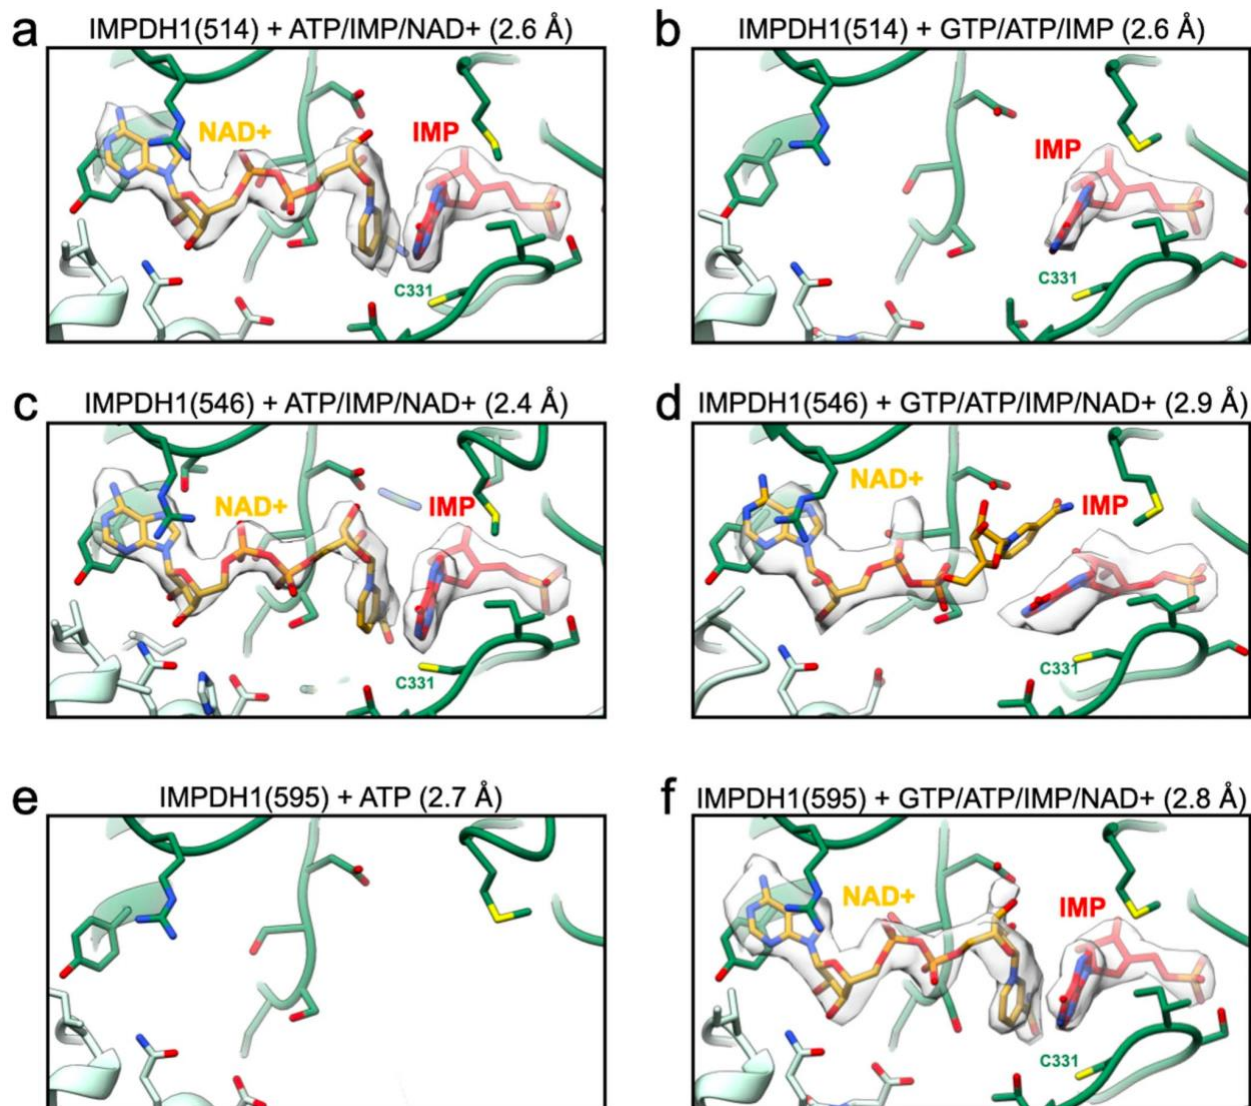 a IMPDH1(514) + ATP/IMP/NAD+ (2.6 Å)
NAD+
IMP
C331
b IMPDH1(514) + GTP/ATP/IMP (2.6 Å)
IMP
C331
c IMPDH1(546) + ATP/IMP/NAD+ (2.4 Å)
NAD+
IMP
C331
d IMPDH1(546) + GTP/ATP/IMP/NAD+ (2.9 Å)
NAD+
IMP
C331
e IMPDH1(595) + ATP (2.7 Å)
f IMPDH1(595) + GTP/ATP/IMP/NAD+ (2.8 Å)
NAD+
IMP
C331